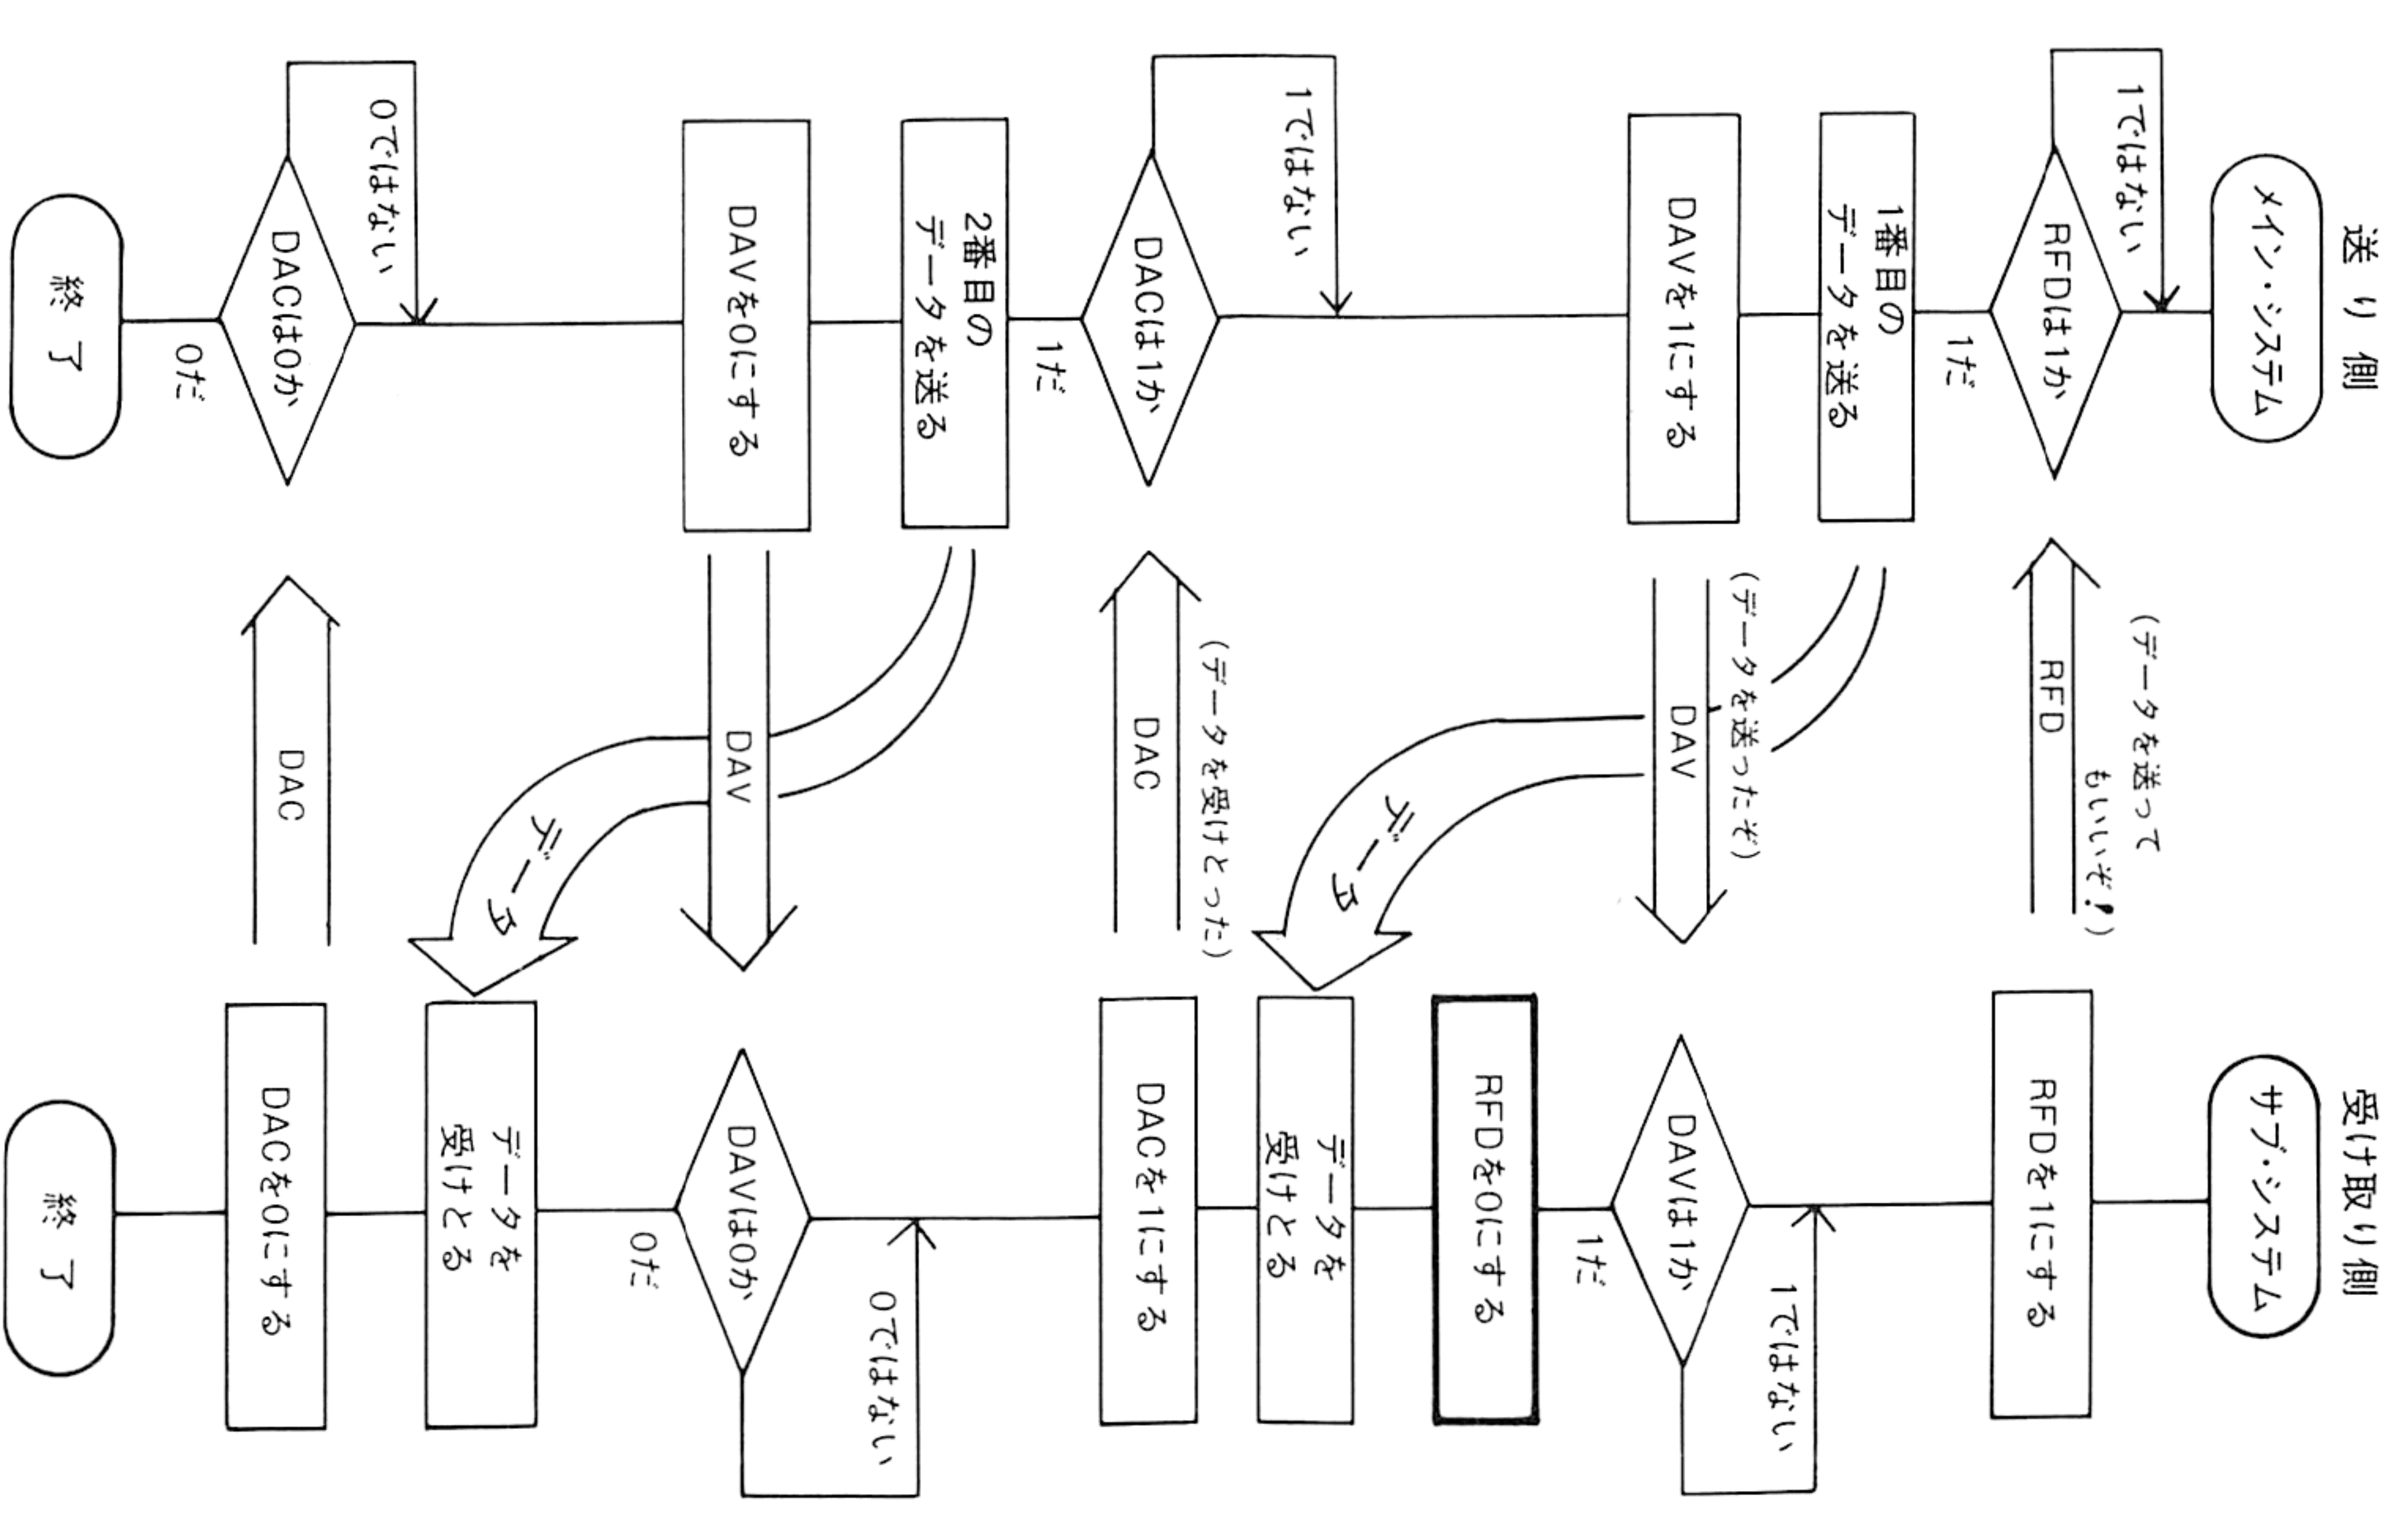 送り側
受け取り側
メイン・システム
サブ・システム
1ではない
RFDは1か
1だ
(データを送って
もいいぞ!)
RFD
RFDを1にする
1番目の
データを送る
DAVを1にする
(データを送ったぞ)
DAV
データ
1ではない
DAVは1か
1だ
RFDを0にする
データを
受けとる
1ではない
DACは1か
1だ
(データを受けとった)
DAC
DACを1にする
2番目の
データを送る
DAVを0にする
DAV
データ
0ではない
DAVは0か
0だ
データを
受けとる
0ではない
DACは0か
0だ
DAC
DACを0にする
終了
終了